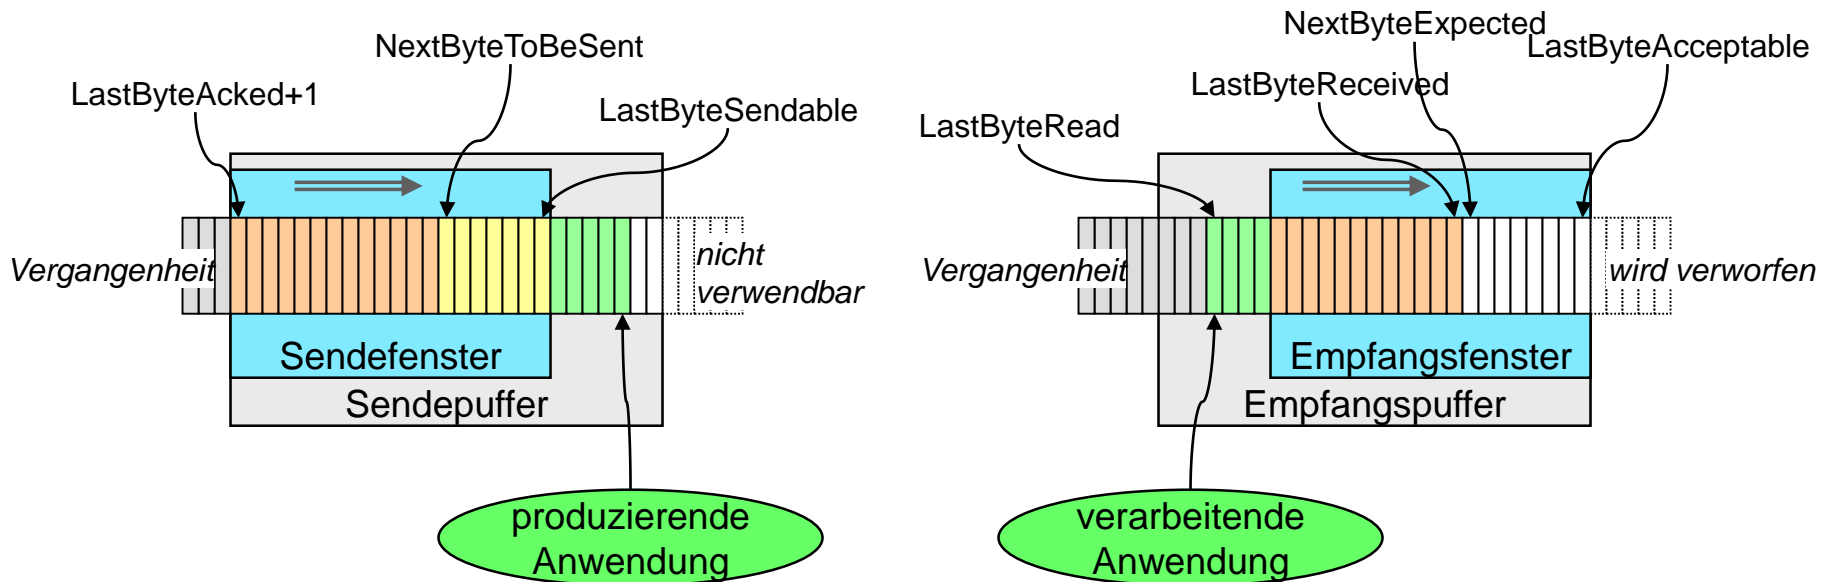 NextByteToBeSent
LastByteAcked+1
LastByteSendable
Vergangenheit
nicht
verwendbar
Sendefenster
Sendepuffer
produzierende
Anwendung
NextByteExpected
LastByteAcceptable
LastByteReceived
LastByteRead
Vergangenheit
wird verworfen
Empfangsfenster
Empfangspuffer
verarbeitende
Anwendung